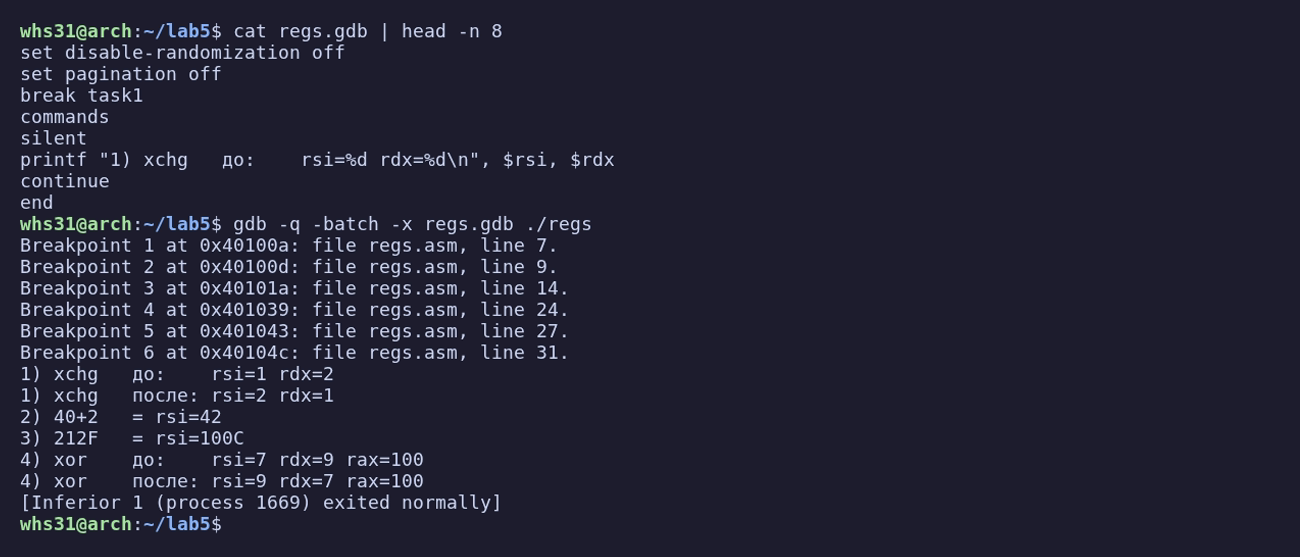 whs31@arch:~/lab5$ cat regs.gdb | head -n 8
set disable-randomization off
set pagination off
break task1
commands
silent
printf "1) xchg   до:    rsi=%d rdx=%d\n", $rsi, $rdx
continue
end
whs31@arch:~/lab5$ gdb -q -batch -x regs.gdb ./regs
Breakpoint 1 at 0x40100a: file regs.asm, line 7.
Breakpoint 2 at 0x40100d: file regs.asm, line 9.
Breakpoint 3 at 0x40101a: file regs.asm, line 14.
Breakpoint 4 at 0x401039: file regs.asm, line 24.
Breakpoint 5 at 0x401043: file regs.asm, line 27.
Breakpoint 6 at 0x40104c: file regs.asm, line 31.
1) xchg   до:    rsi=1 rdx=2
1) xchg   после: rsi=2 rdx=1
2) 40+2   = rsi=42
3) 212F   = rsi=100C
4) xor    до:    rsi=7 rdx=9 rax=100
4) xor    после: rsi=9 rdx=7 rax=100
[Inferior 1 (process 1669) exited normally]
whs31@arch:~/lab5$